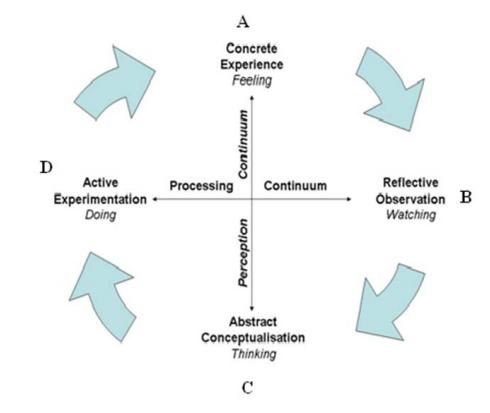 A
Concrete
Experience
Feeling
D
Active
Experimentation
Doing
Processing Continuum
Perception Continuum
Reflective
Observation
Watching
B
Abstract
Conceptualisation
Thinking
C